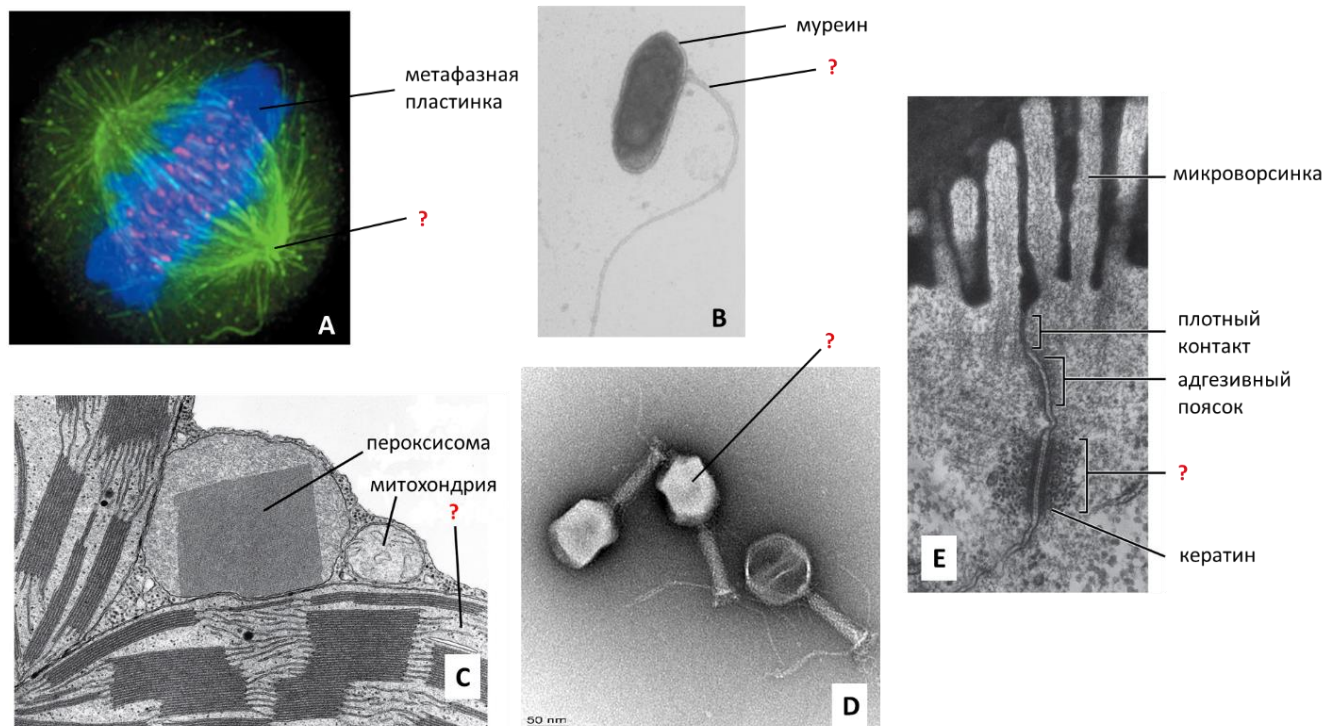 метафазная
пластинка
?
A
муреин
?
B
микроворсинка
плотный
контакт
адгезивный
поясок
?
кератин
E
пероксисома
митохондрия
?
C
?
D
50 nm